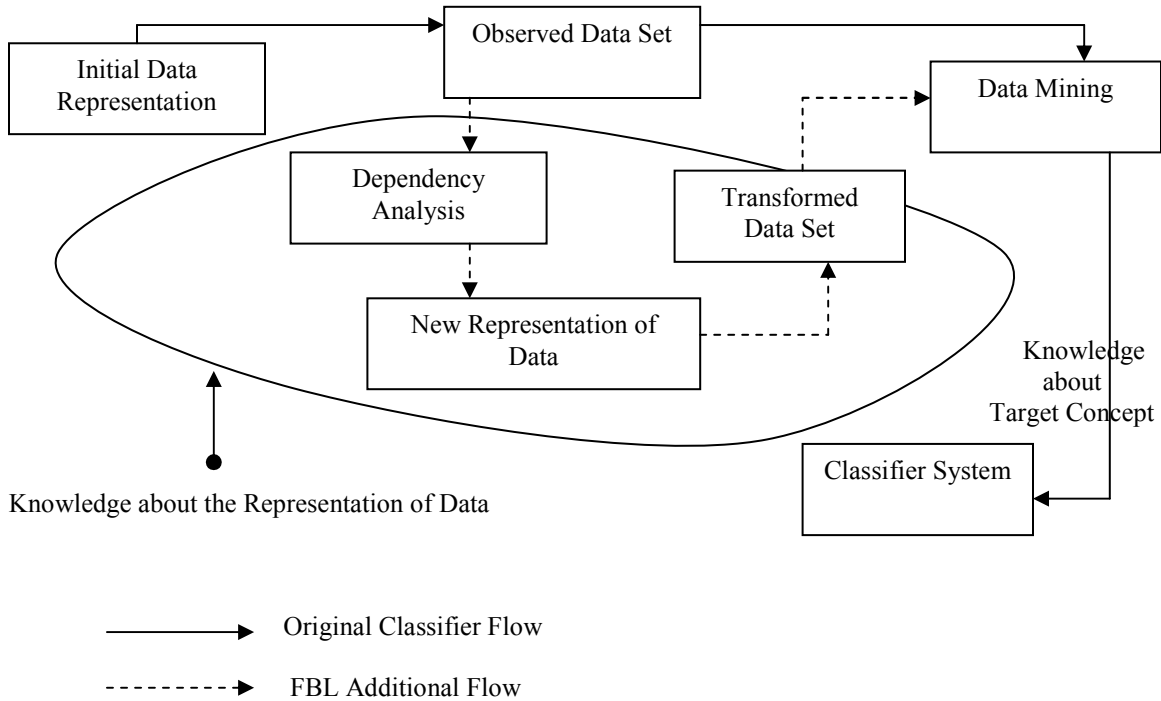 Initial Data
Representation
Observed Data Set
Data Mining
Dependency
Analysis
Transformed
Data Set
New Representation of
Data
Knowledge
about
Target Concept
Classifier System
Knowledge about the Representation of Data
Original Classifier Flow
FBL Additional Flow